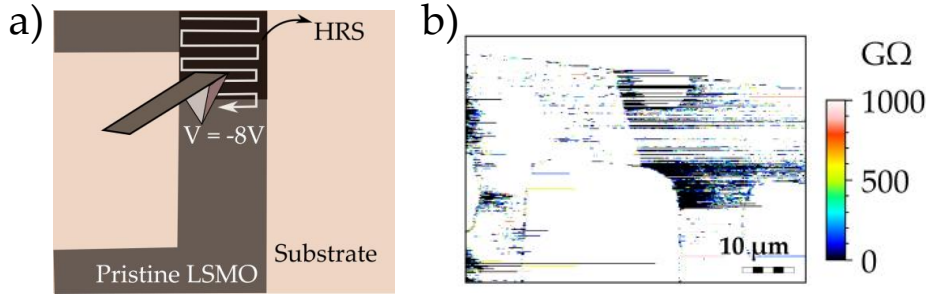 a)
HRS
V = -8V
Pristine LSMO
Substrate
b)
GΩ
1000
500
0
10 µm